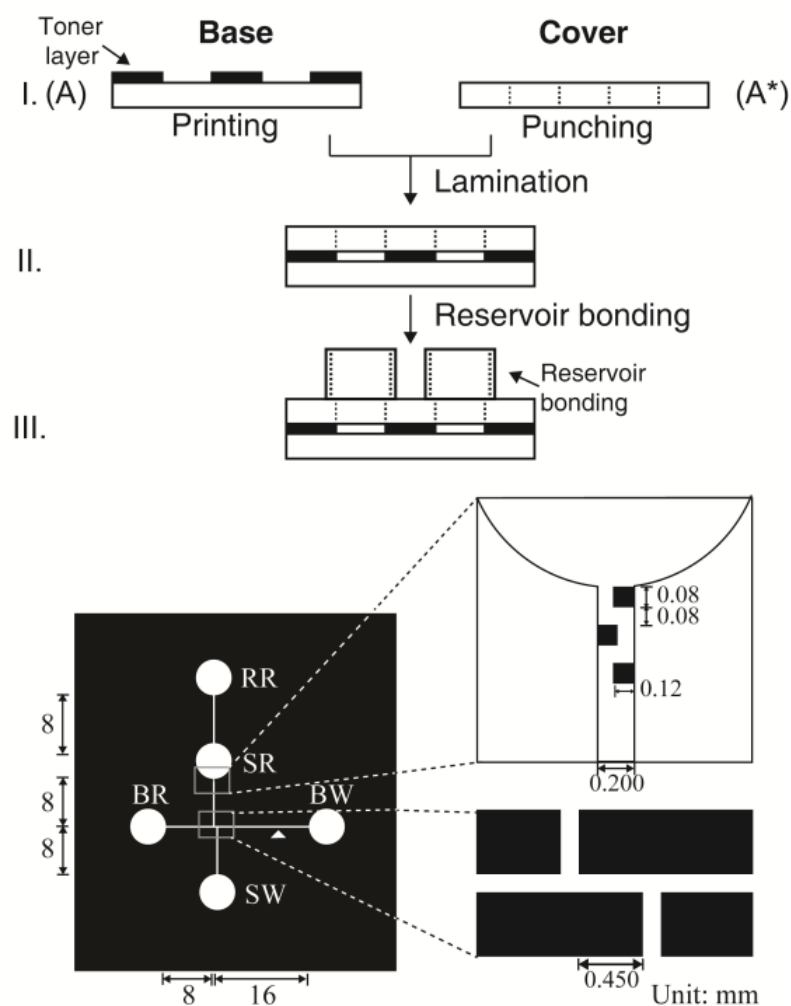 Base
Cover
Toner
layer
I. (A)
(A*)
Printing
Punching
Lamination
II.
Reservoir bonding
Reservoir
bonding
III.
RR
8
SR
8
BR
BW
8
SW
8
16
0.08
0.08
0.12
0.200
0.450
Unit: mm